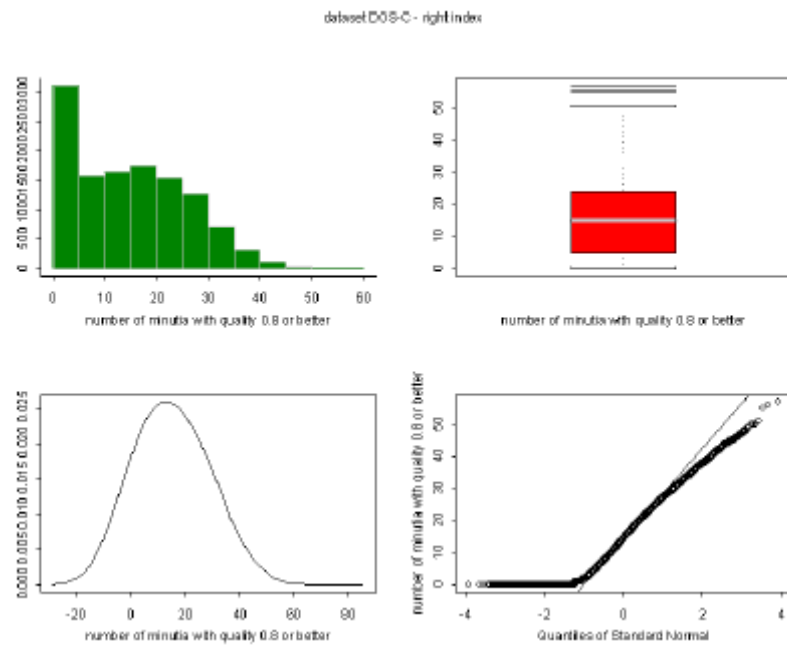 dataset DOS-C - right index
0 500 1000 1500 2000 2500 3000
0 10 20 30 40 50 60
number of minutia with quality 0.8 or better
0 10 20 30 40 50
number of minutia with quality 0.8 or better
0.000 0.005 0.010 0.015 0.020 0.025
-20 0 20 40 60 80
number of minutia with quality 0.8 or better
number of minutia with quality 0.8 or better
0 10 20 30 40 50
-4 -2 0 2 4
Quantiles of Standard Normal